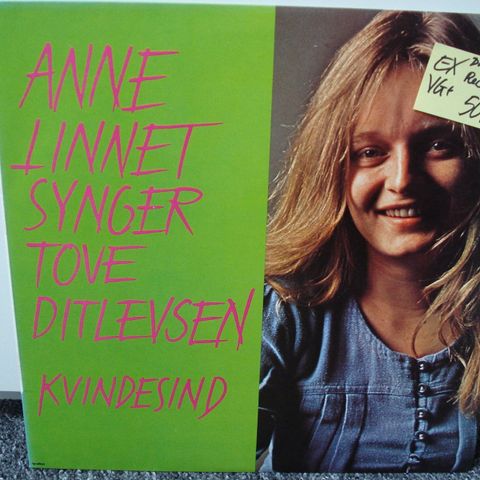 ANNE
LINNET
SYNGER
TOVE
DITLEVSEN
KVINDESIND
EX
VG+